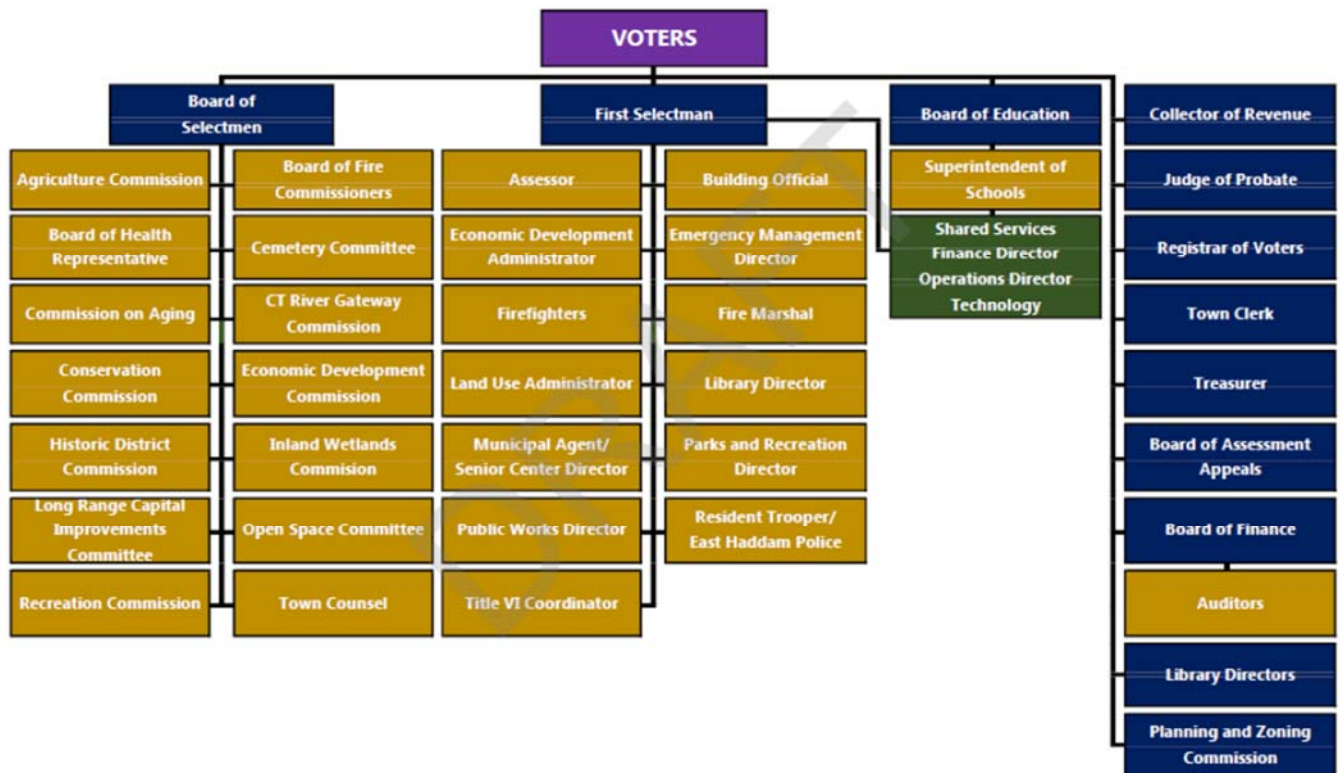 VOTERS
Board of
Selectmen
First Selectman
Board of Education
Collector of Revenue
Agriculture Commission
Board of Fire
Commissioners
Assessor
Building Official
Superintendent of
Schools
Judge of Probate
Board of Health
Representative
Cemetery Committee
Economic Development
Administrator
Emergency Management
Director
Shared Services
Finance Director
Operations Director
Technology
Registrar of Voters
Commission on Aging
CT River Gateway
Commission
Firefighters
Fire Marshal
Town Clerk
Conservation
Commission
Economic Development
Commission
Land Use Administrator
Library Director
Treasurer
Historic District
Commission
Inland Wetlands
Commision
Municipal Agent/
Senior Center Director
Parks and Recreation
Director
Board of Assessment
Appeals
Long Range Capital
Improvements
Committee
Open Space Committee
Public Works Director
Resident Trooper/
East Haddam Police
Board of Finance
Recreation Commission
Town Counsel
Title VI Coordinator
Auditors
Library Directors
Planning and Zoning
Commission
DRAFT